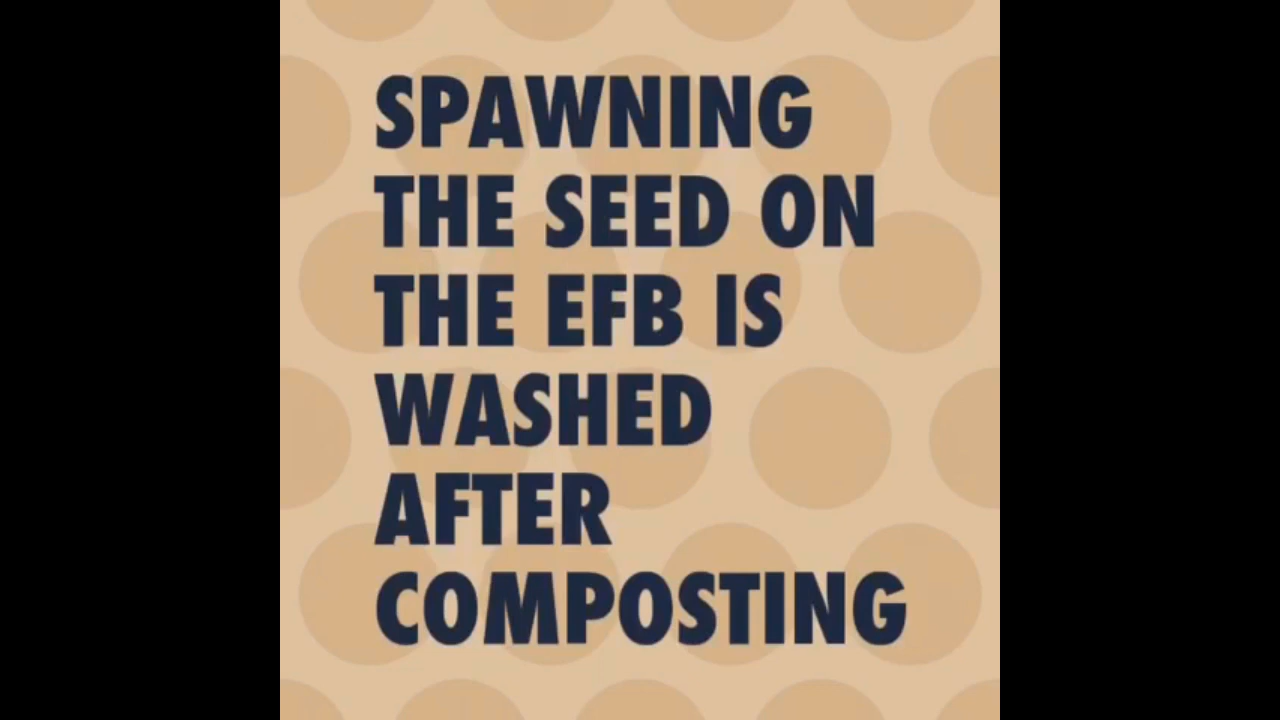 SPAWNING
THE SEED ON
THE EFB IS
WASHED
AFTER
COMPOSTING